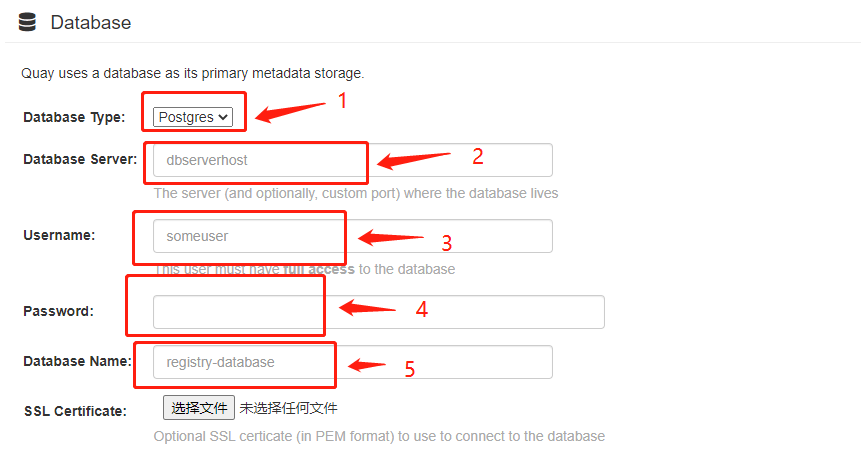 Database
Quay uses a database as its primary metadata storage.
Database Type: Postgres 1
Database Server: dbserverhost 2
The server (and optionally, custom port) where the database lives
Username: someuser 3
This user must have full access to the database
Password: 4
Database Name: registry-database 5
SSL Certificate: 选择文件 未选择任何文件
Optional SSL certicate (in PEM format) to use to connect to the database